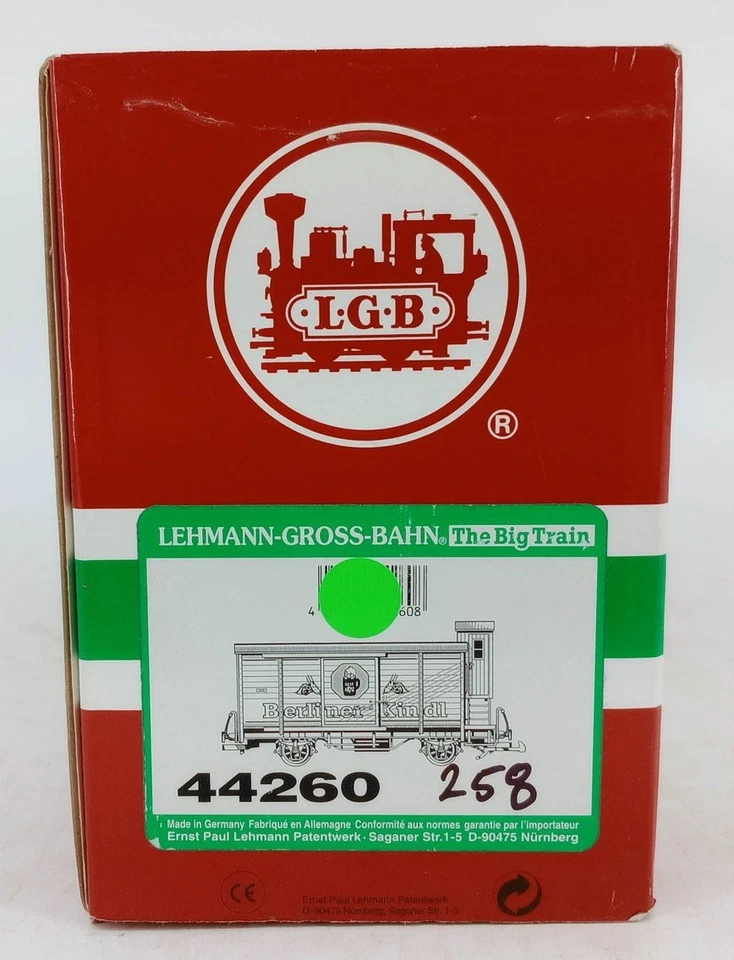 L·G·B
®
LEHMANN-GROSS-BAHN® The Big Train
4 608
Berliner Kindl
44260 258
Made in Germany Fabriqué en Allemagne Conformité aux normes garantie par l'importateur
Ernst Paul Lehmann Patentwerk · Saganer Str.1-5 D-90475 Nürnberg
CE
Ernst Paul Lehmann Patentwerk
D-90475 Nürnberg, Saganer Str. 1-5